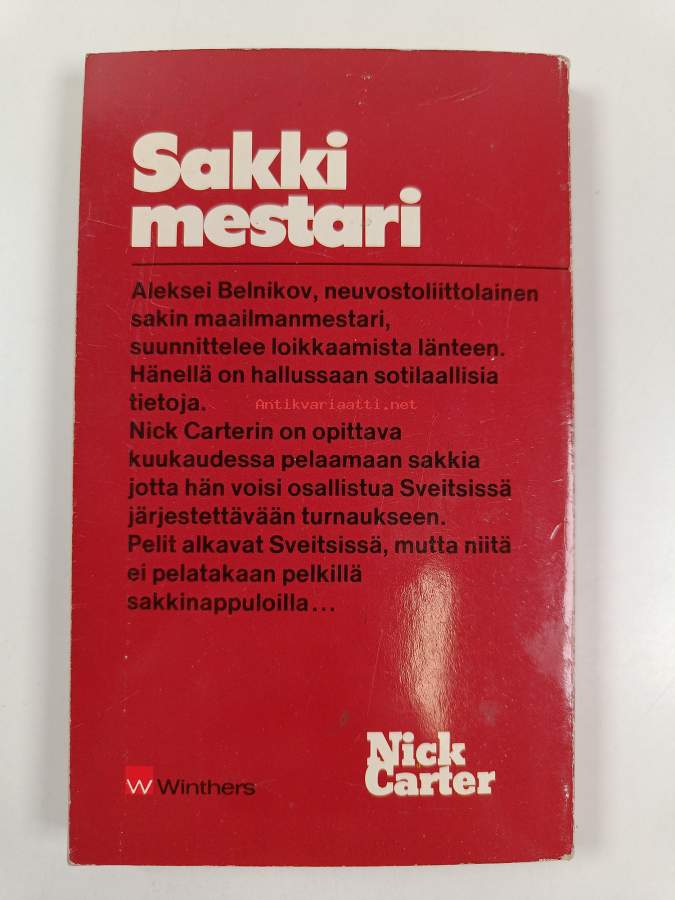 Sakki
mestari
Aleksei Belnikov, neuvostoliittolainen
sakin maailmanmestari,
suunnittelee loikkaamista länteen.
Hänellä on hallussaan sotilaallisia
tietoja.
Antikvariaatti.net
Nick Carterin on opittava
kuukaudessa pelaamaan sakkia
jotta hän voisi osallistua Sveitsissä
järjestettävään turnaukseen.
Pelit alkavat Sveitsissä, mutta niitä
ei pelatakaan pelkillä
sakkinappuloilla...
Nick
Carter
W Winthers